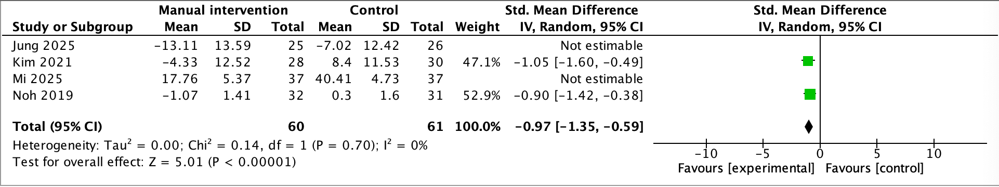 Manual intervention Control Std. Mean Difference Std. Mean Difference
Study or Subgroup Mean SD Total Mean SD Total Weight IV, Random, 95% CI IV, Random, 95% CI
Jung 2025 −13.11 13.59 25 −7.02 12.42 26 Not estimable
Kim 2021 −4.33 12.52 28 8.4 11.53 30 47.1% −1.05 [−1.60, −0.49]
Mi 2025 17.76 5.37 37 40.41 4.73 37 Not estimable
Noh 2019 −1.07 1.41 32 0.3 1.6 31 52.9% −0.90 [−1.42, −0.38]
Total (95% CI) 60 61 100.0% −0.97 [−1.35, −0.59]
Heterogeneity: Tau² = 0.00; Chi² = 0.14, df = 1 (P = 0.70); I² = 0%
Test for overall effect: Z = 5.01 (P < 0.00001)
−10 −5 0 5 10
Favours [experimental] Favours [control]